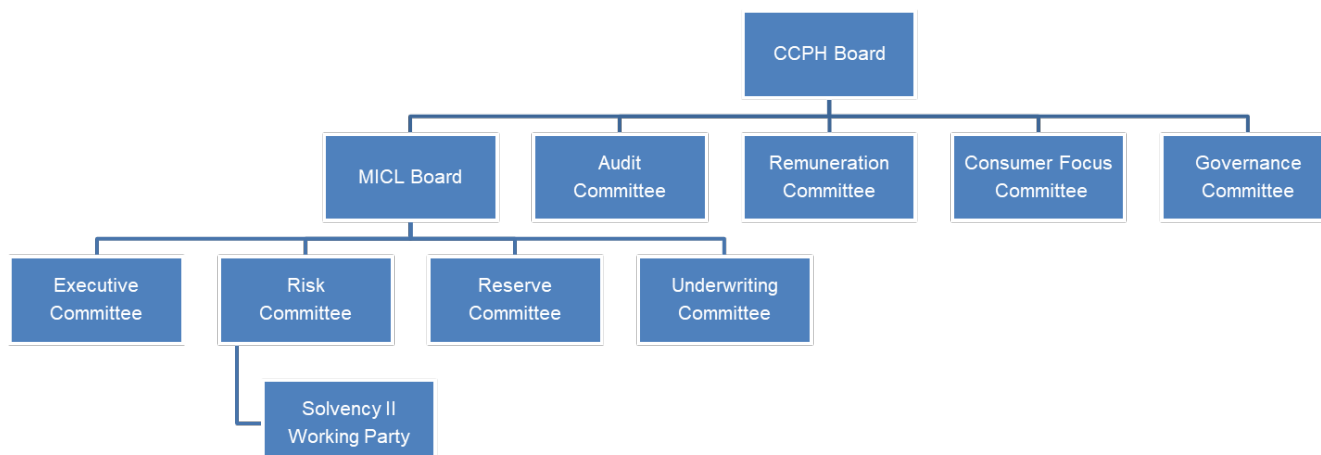 CCPH Board
MICL Board
Audit
Committee
Remuneration
Committee
Consumer Focus
Committee
Governance
Committee
Executive
Committee
Risk
Committee
Reserve
Committee
Underwriting
Committee
Solvency II
Working Party